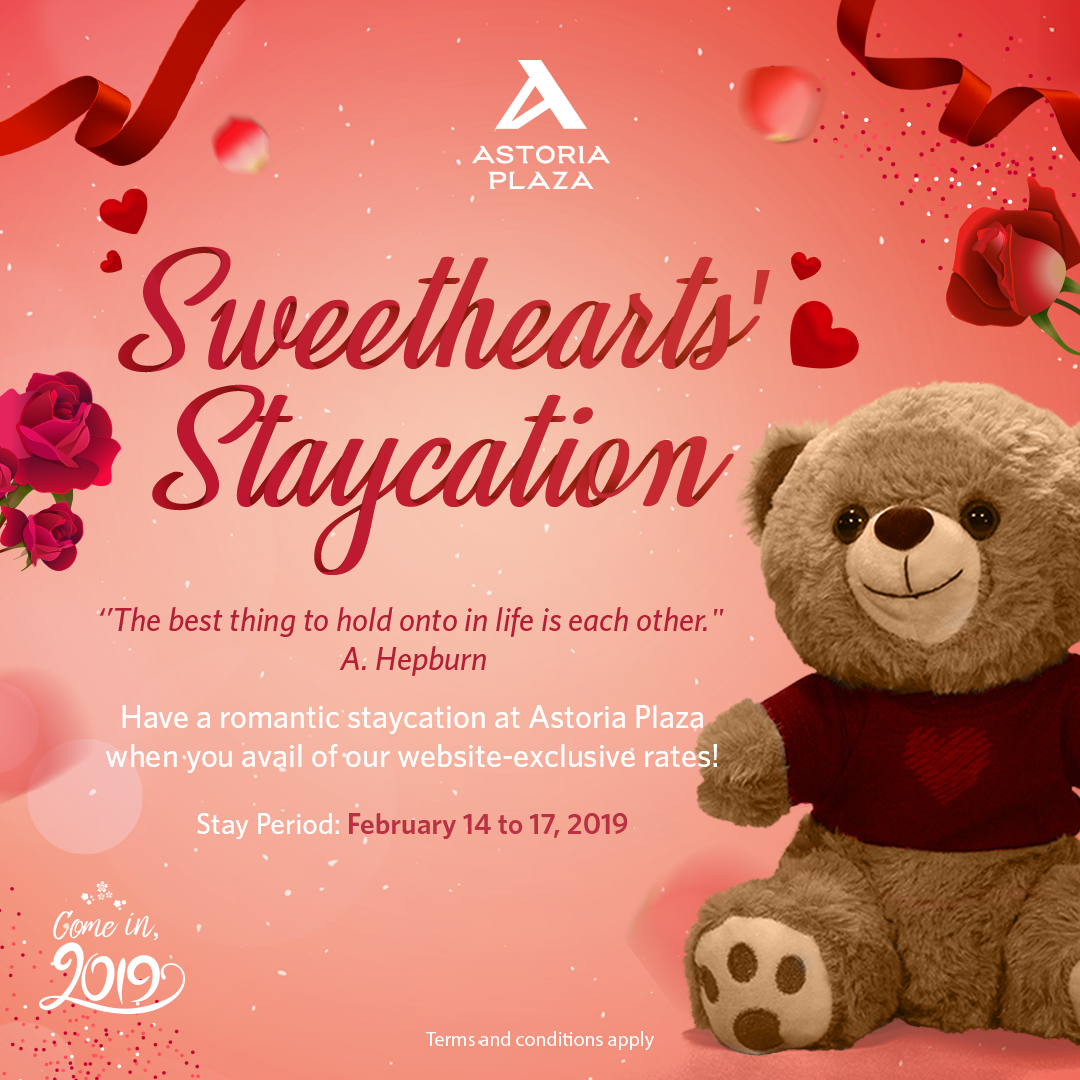 ASTORIA
PLAZA
Sweethearts'
Staycation
‘’The best thing to hold onto in life is each other."
A. Hepburn
Have a romantic staycation at Astoria Plaza
when you avail of our website-exclusive rates!
Stay Period: February 14 to 17, 2019
Come in,
2019
Terms and conditions apply